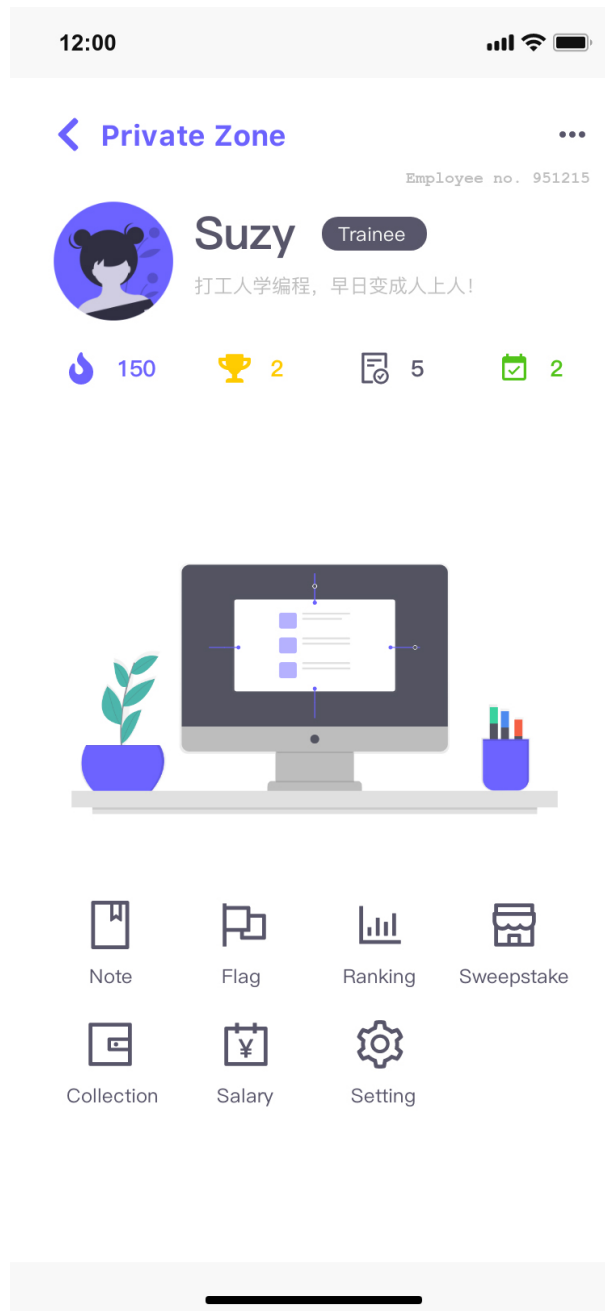 12:00
Private Zone
Employee no. 951215
Suzy Trainee
打工人学编程，早日变成人上人！
150 2 5 2
Note Flag Ranking Sweepstake
Collection Salary Setting